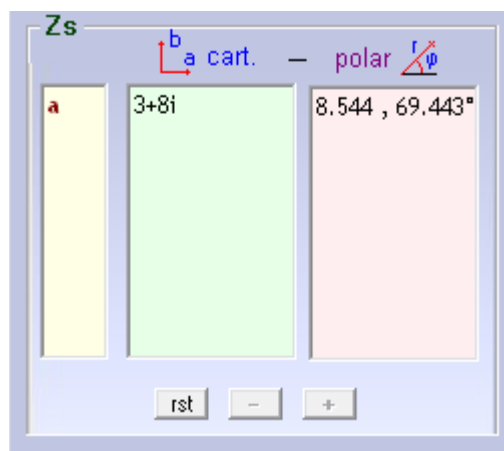 Zs
b a cart. – polar r φ
a 3+8i 8.544 , 69.443°
rst - +